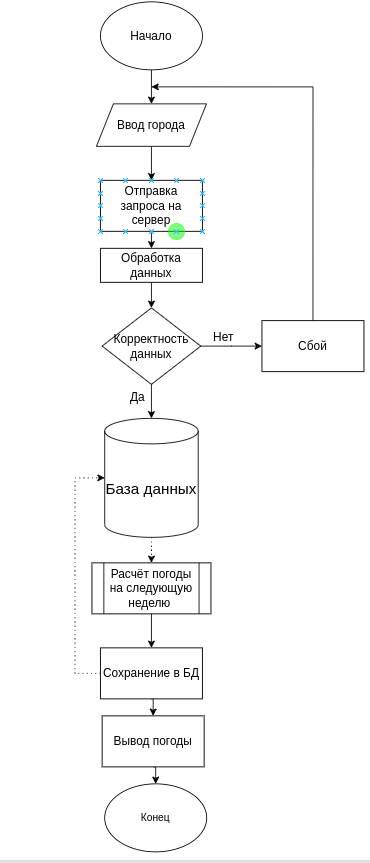 Начало
Ввод города
Отправка
запроса на
сервер
Обработка
данных
Корректность
данных
Нет
Сбой
Да
База данных
Расчёт погоды
на следующую
неделю
Сохранение в БД
Вывод погоды
Конец